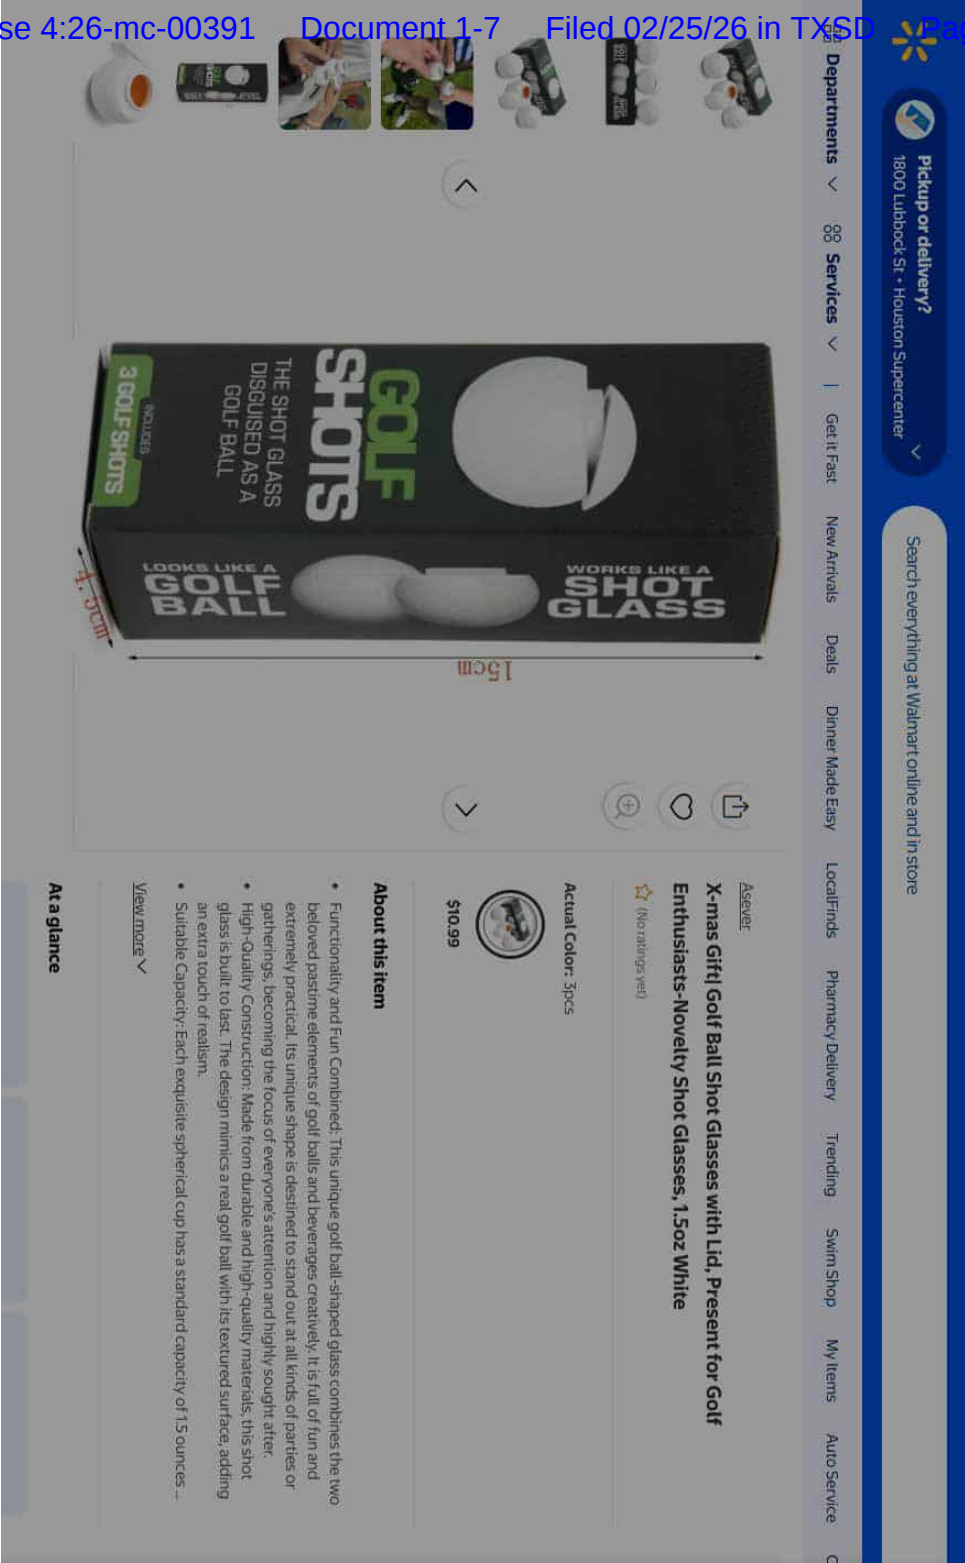 se 4:26-mc-00391 Document 1-7 Filed 02/25/26 in TXSD Pag
Pickup or delivery?
1800 Lubbock St • Houston Supercenter
Search everything at Walmart online and in store
Departments
Services
Get it Fast
New Arrivals
Deals
Dinner Made Easy
LocalFinds
Pharmacy Delivery
Trending
Swim Shop
My Items
Auto Service
GOLF
SHOTS
THE SHOT GLASS
DISGUISED AS A
GOLF BALL
INCLUDES
3 GOLF SHOTS
LOOKS LIKE A
GOLF
BALL
WORKS LIKE A
SHOT
GLASS
4.5cm
15cm
Asever
X-mas Gift| Golf Ball Shot Glasses with Lid, Present for Golf
Enthusiasts-Novelty Shot Glasses, 1.5oz White
(No ratings yet)
Actual Color: 3pcs
$10.99
About this item
• Functionality and Fun Combined: This unique golf ball-shaped glass combines the two
beloved pastime elements of golf balls and beverages creatively. It is full of fun and
extremely practical. Its unique shape is destined to stand out at all kinds of parties or
gatherings, becoming the focus of everyone's attention and highly sought after.
• High-Quality Construction: Made from durable and high-quality materials, this shot
glass is built to last. The design mimics a real golf ball with its textured surface, adding
an extra touch of realism.
• Suitable Capacity: Each exquisite spherical cup has a standard capacity of 1.5 ounces ...
View more
At a glance